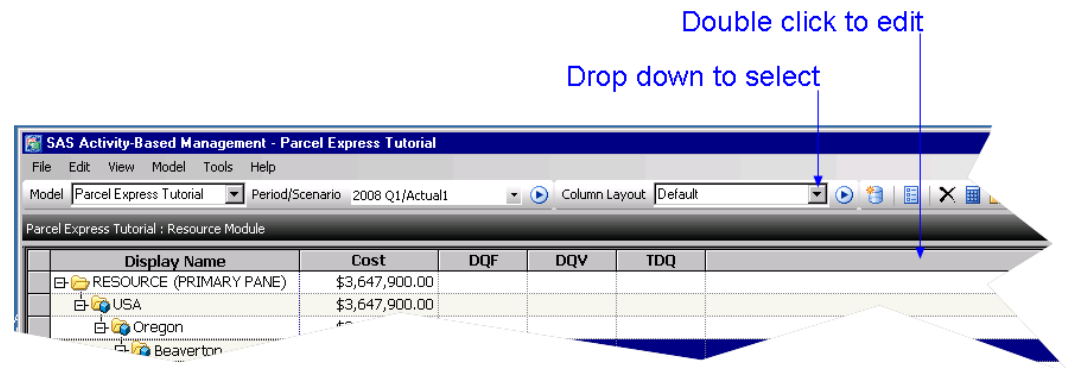 Double click to edit
Drop down to select
SAS Activity-Based Management - Parcel Express Tutorial
File Edit View Model Tools Help
Model Parcel Express Tutorial Period/Scenario 2008 Q1/Actual1 Column Layout Default
Parcel Express Tutorial : Resource Module
Display Name Cost DQF DQV TDQ
RESOURCE (PRIMARY PANE) $3,647,900.00
USA $3,647,900.00
Oregon
Beaverton